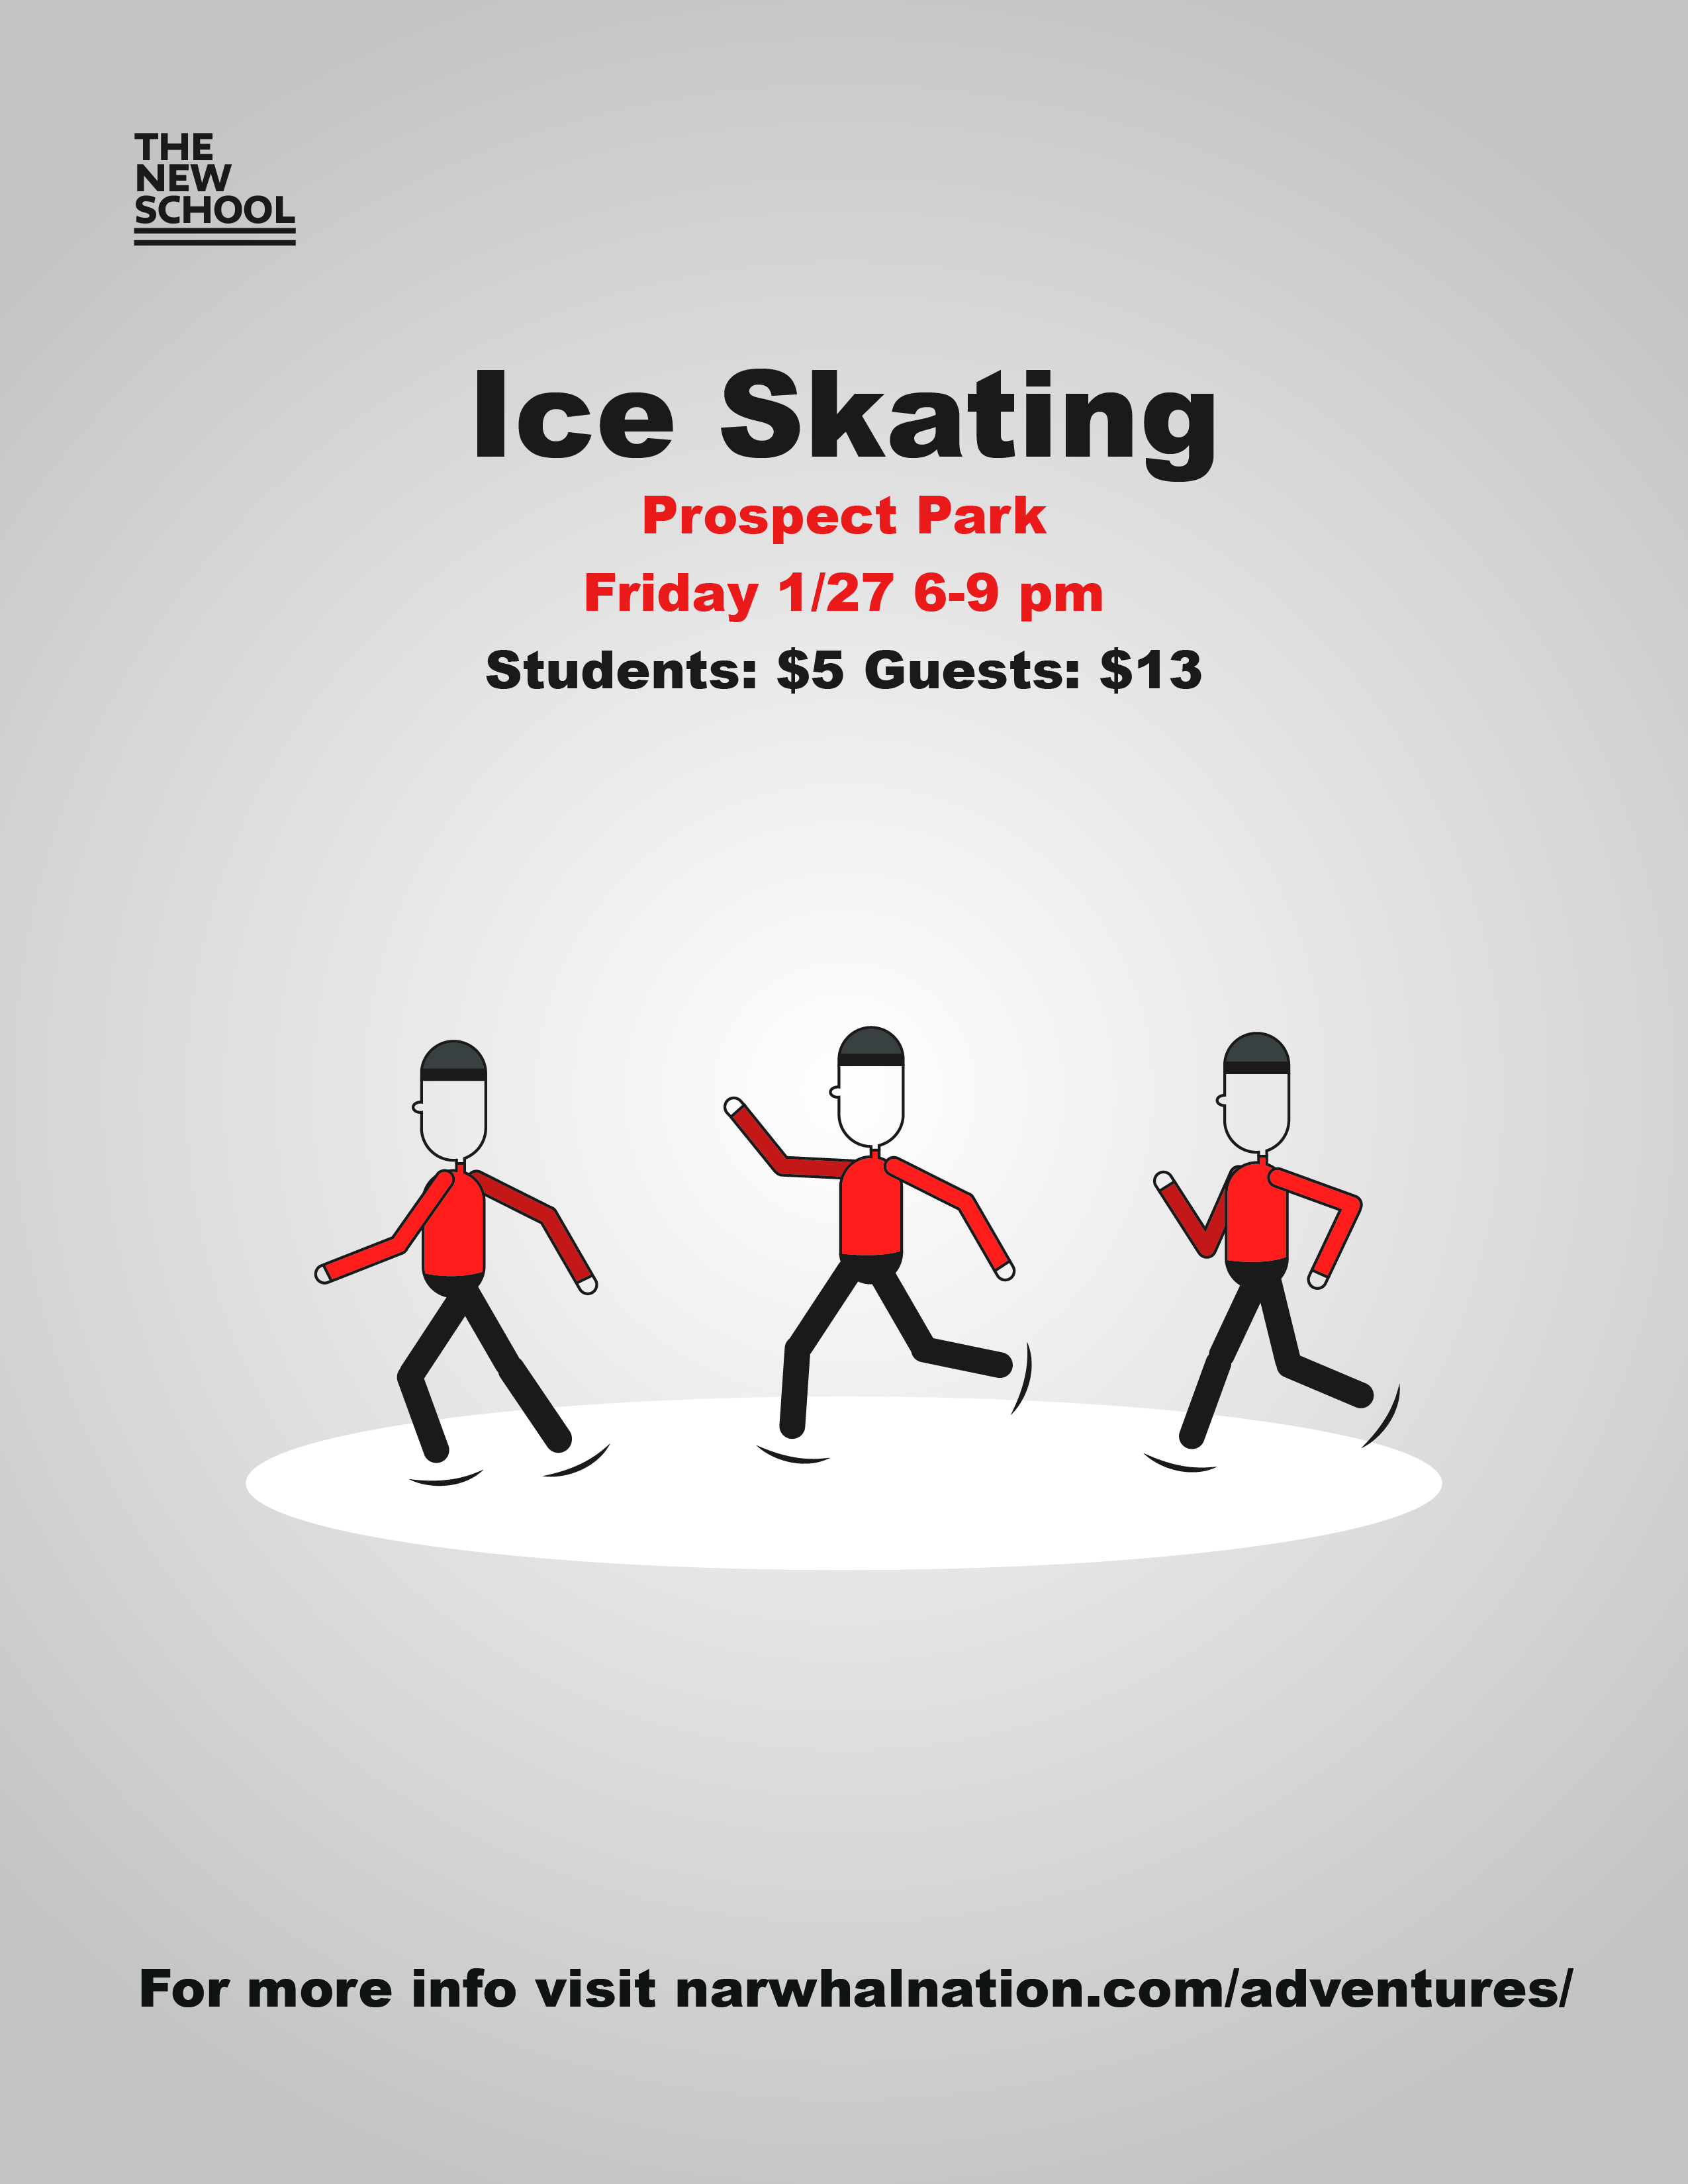 THE
NEW
SCHOOL
Ice Skating
Prospect Park
Friday 1/27 6-9 pm
Students: $5 Guests: $13
For more info visit narwhalnation.com/adventures/